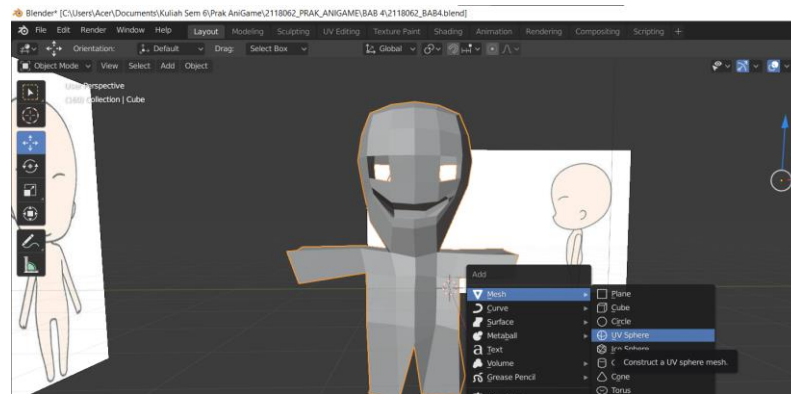 Blender* [C:\Users\Acer\Documents\Kuliah Sem 6\Prak AniGame\2118062_PRAK_ANIGAME\BAB 4\2118062_BAB4.blend]
File Edit Render Window Help Layout Modeling Sculpting UV Editing Texture Paint Shading Animation Rendering Compositing Scripting +
Orientation: Default Drag: Select Box Global
Object Mode View Select Add Object
User Perspective
(160) collection | Cube
Add
Mesh Plane
Curve Cube
Surface Circle
Metaball UV Sphere
Text Ico Sphere
Volume C Construct a UV sphere mesh.
Grease Pencil Cone
Torus